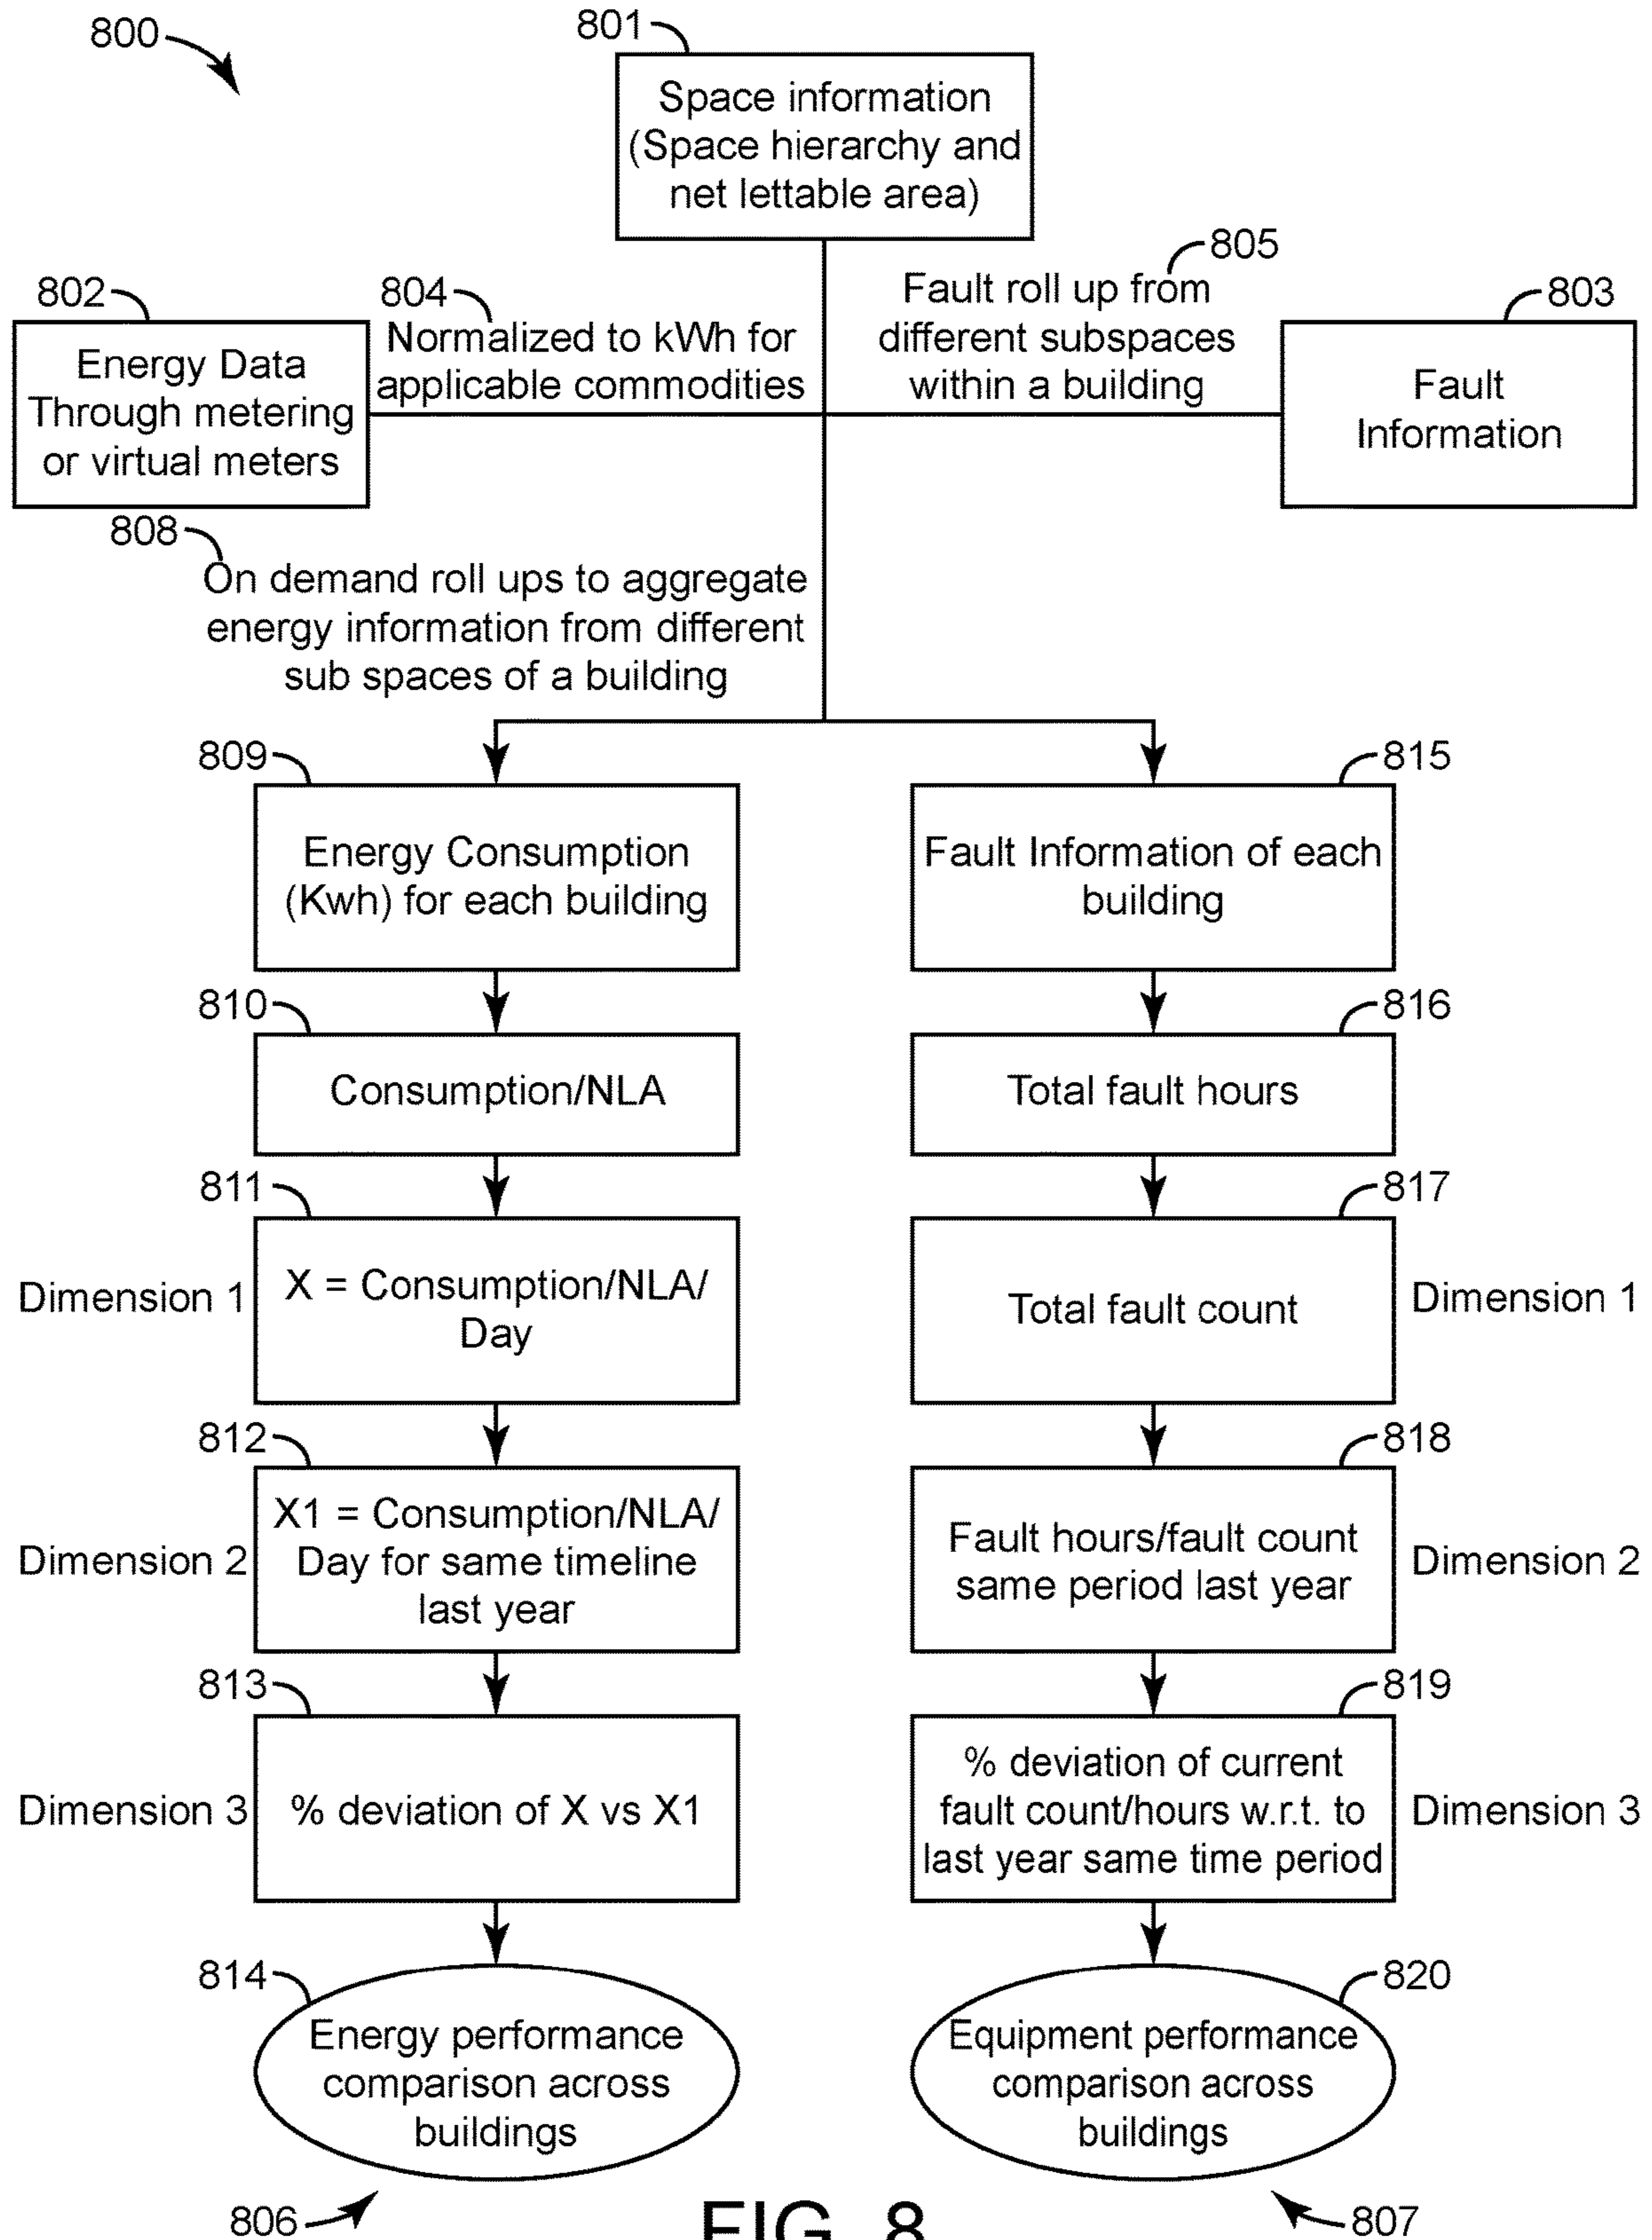 800
801
Space information
(Space hierarchy and
net lettable area)
802
Energy Data
Through metering
or virtual meters
804
Normalized to kWh for
applicable commodities
805
Fault roll up from
different subspaces
within a building
803
Fault
Information
808
On demand roll ups to aggregate
energy information from different
sub spaces of a building
809
Energy Consumption
(Kwh) for each building
810
Consumption/NLA
811
Dimension 1
X = Consumption/NLA/
Day
812
Dimension 2
X1 = Consumption/NLA/
Day for same timeline
last year
813
Dimension 3
% deviation of X vs X1
814
Energy performance
comparison across
buildings
806
815
Fault Information of each
building
816
Total fault hours
817
Total fault count
Dimension 1
818
Fault hours/fault count
same period last year
Dimension 2
819
% deviation of current
fault count/hours w.r.t. to
last year same time period
Dimension 3
820
Equipment performance
comparison across
buildings
807
FIG. 8